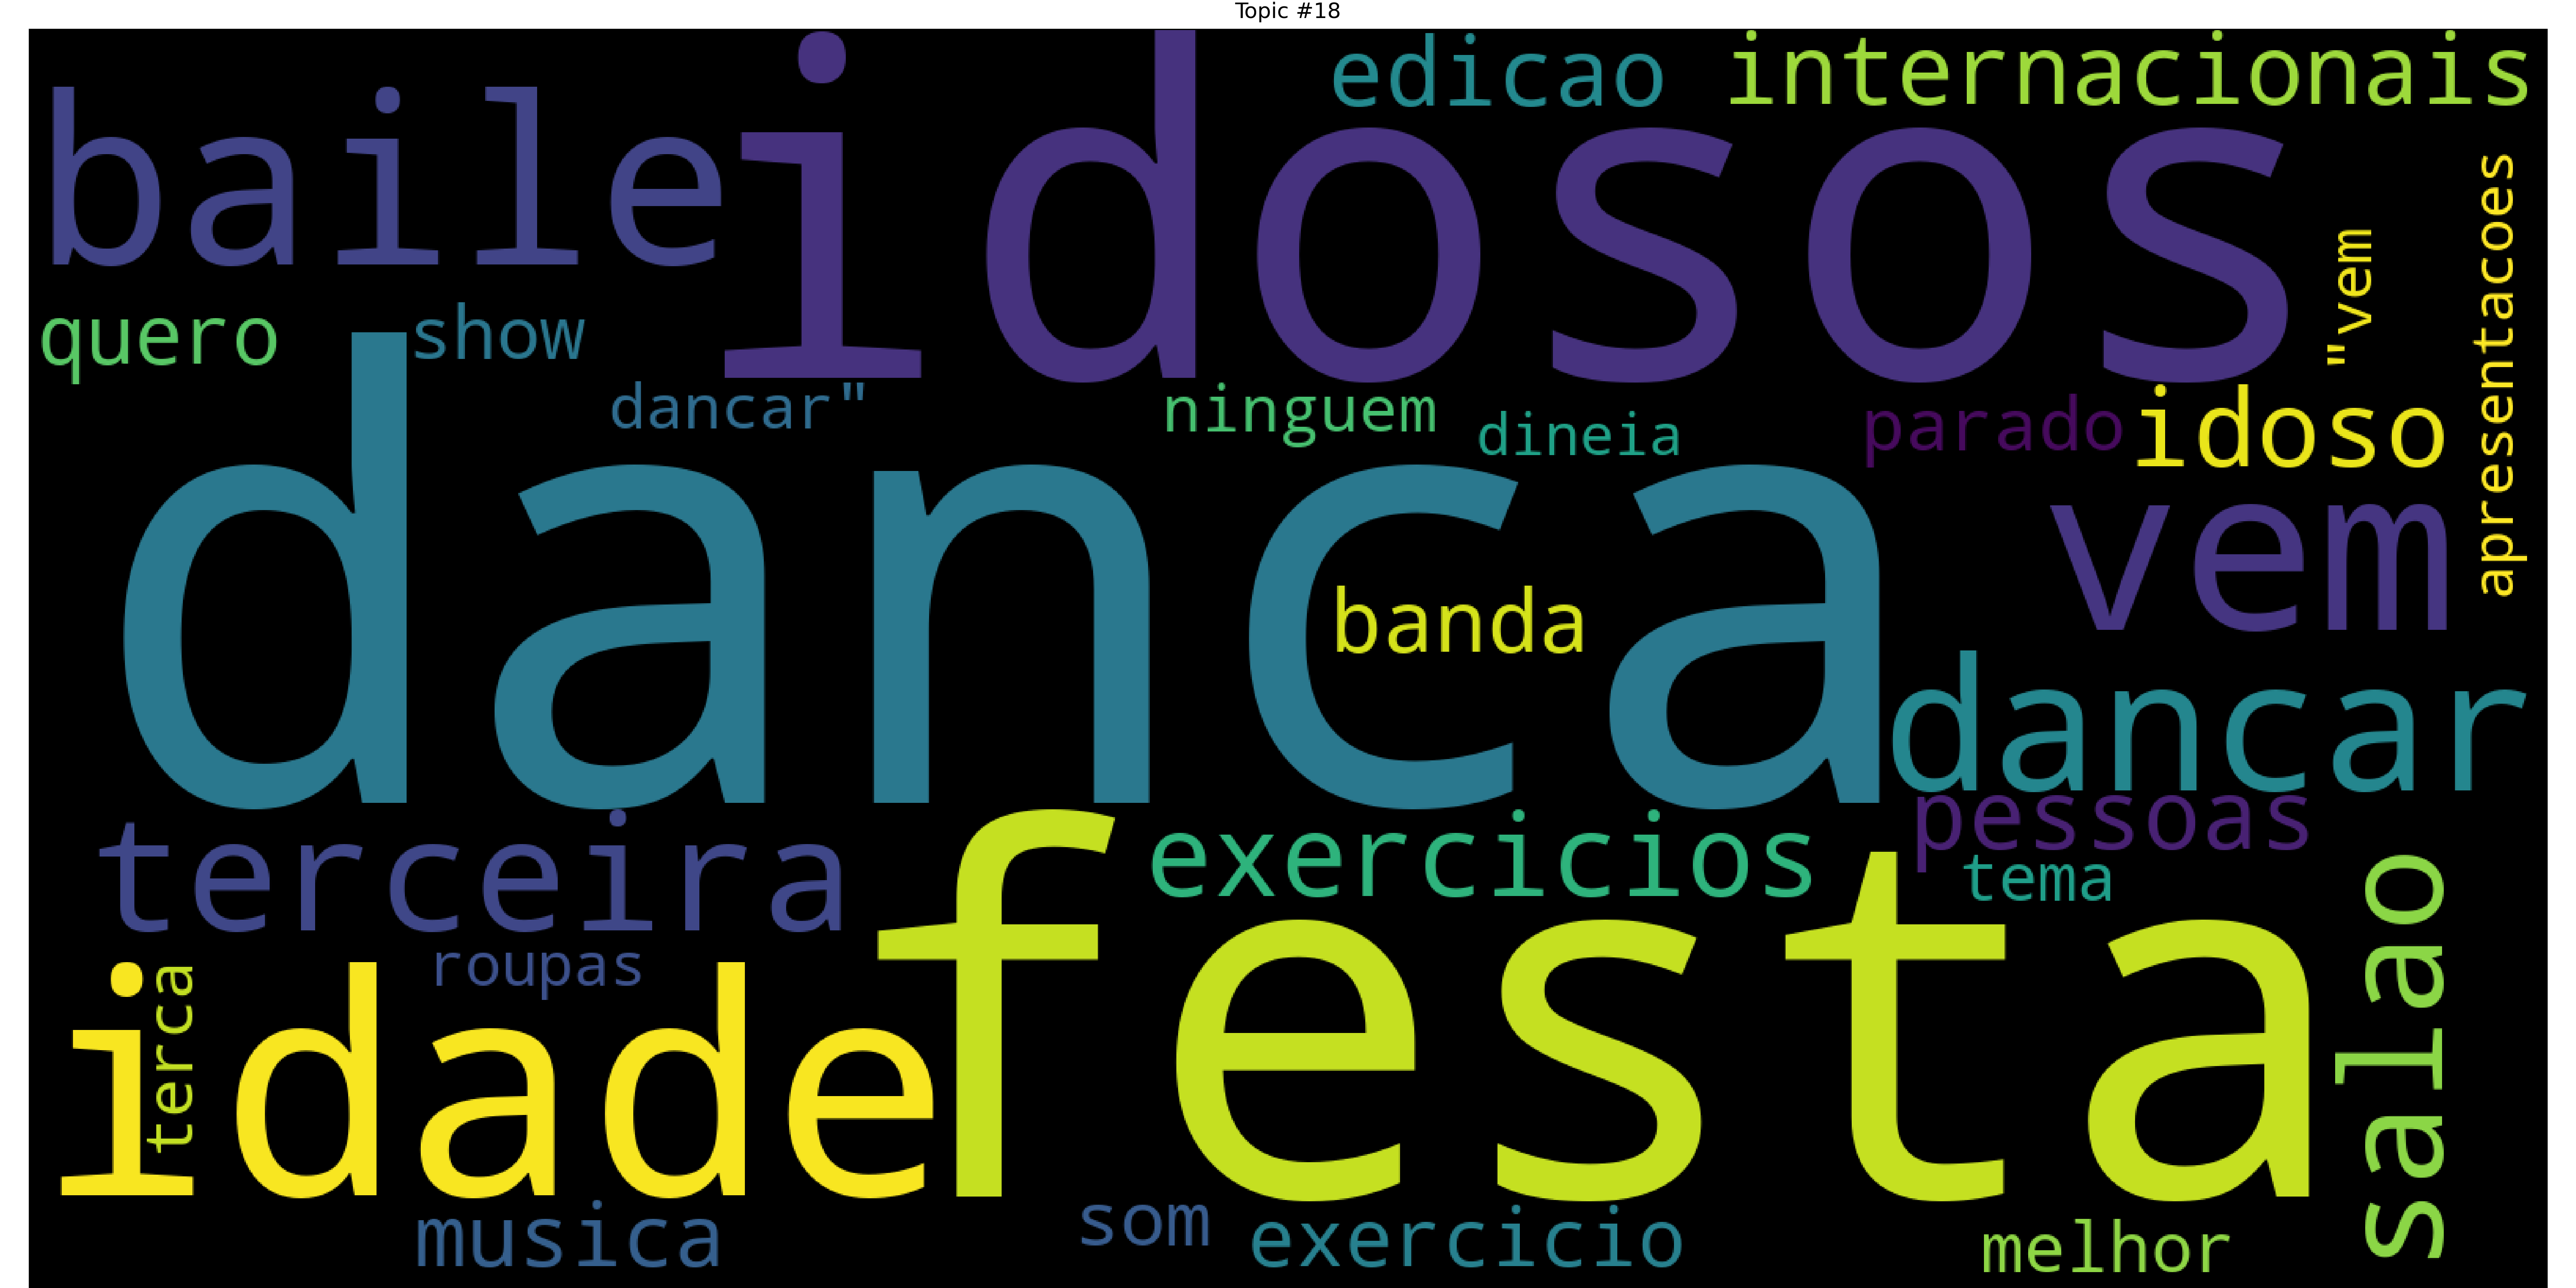 Topic #18
edicao
internacionais
baile
idosos
"vem
apresentacoes
quero
show
dancar"
ninguem
dineia
parado
idoso
danca
vem
banda
dancar
pessoas
terceira
exercicios
tema
salao
roupas
terca
idade
festa
musica
som
exercicio
melhor